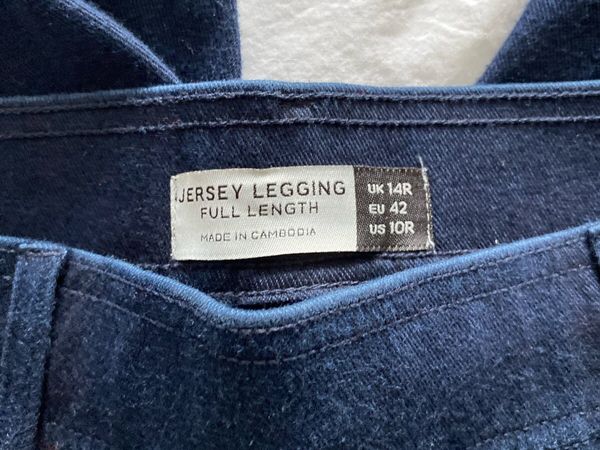 JERSEY LEGGING
FULL LENGTH
MADE IN CAMBODIA
UK 14R
EU 42
US 10R